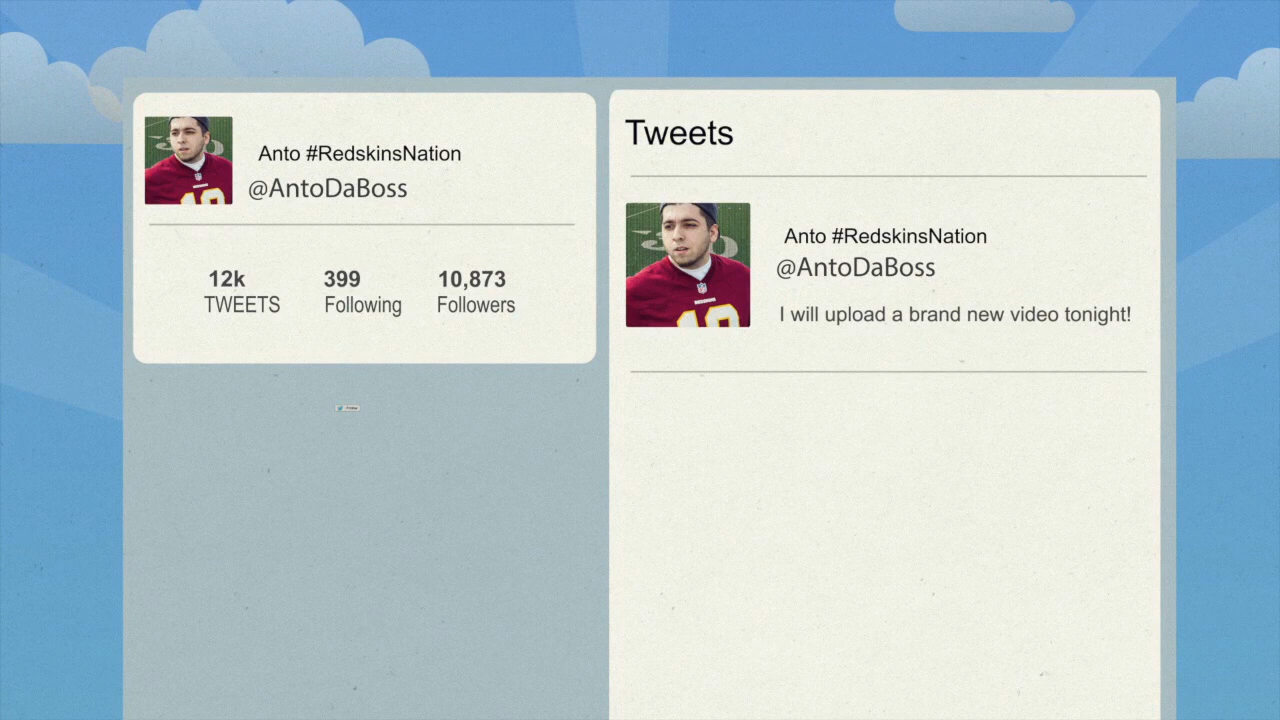 Anto #RedskinsNation
@AntoDaBoss
12k
399
10,873
TWEETS
Following
Followers
Tweets
Anto #RedskinsNation
@AntoDaBoss
I will upload a brand new video tonight!